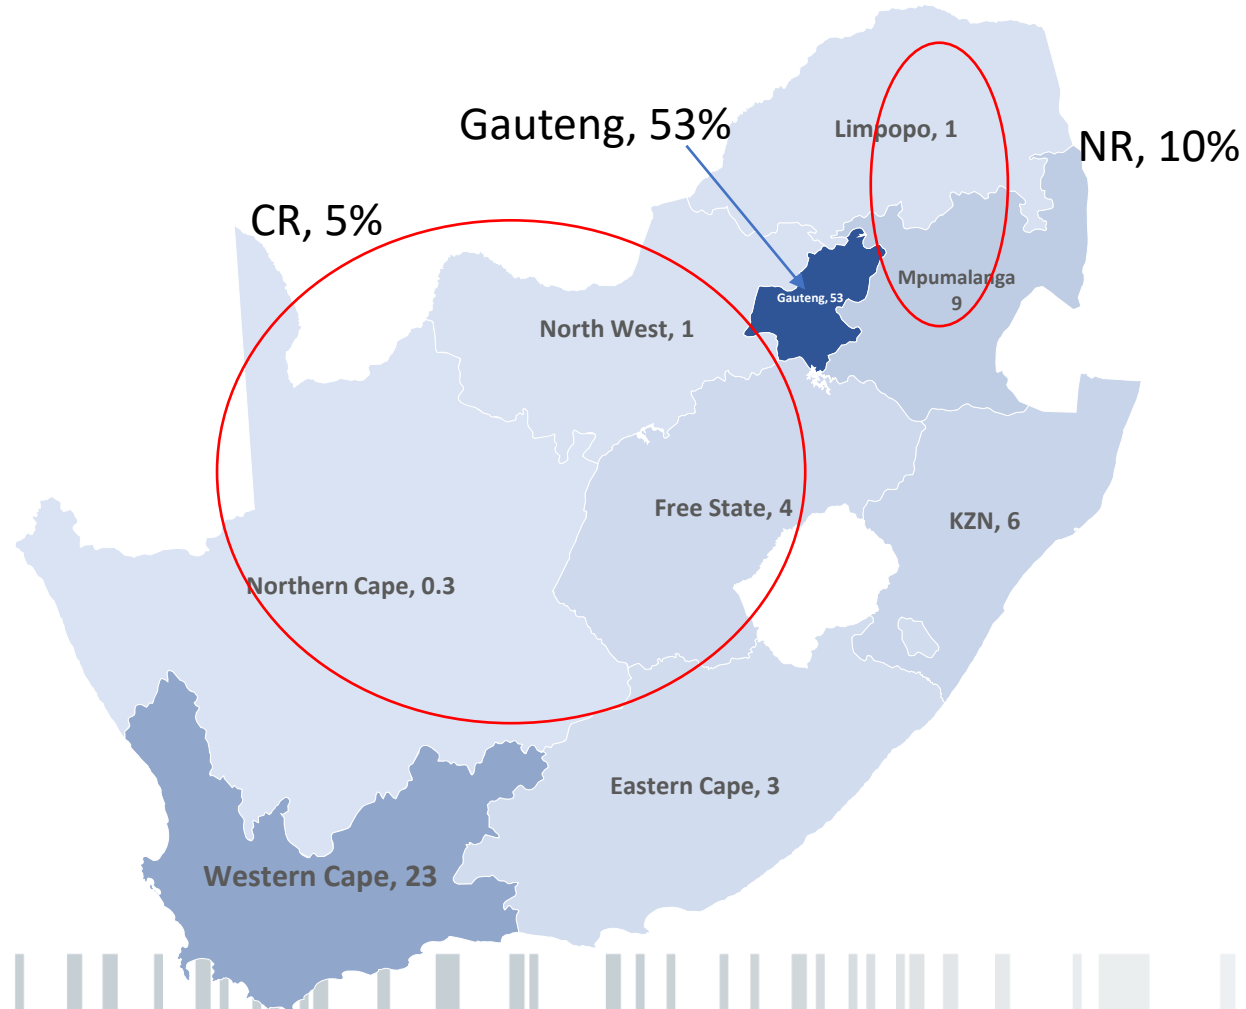 Gauteng, 53%
Limpopo, 1
NR, 10%
CR, 5%
Mpumalanga
9
Gauteng, 53
North West, 1
Free State, 4
KZN, 6
Northern Cape, 0.3
Eastern Cape, 3
Western Cape, 23